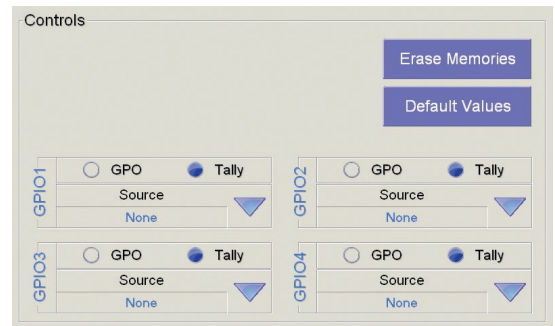 Controls
Erase Memories
Default Values
GPIO1
GPO Tally
Source
None
GPIO2
GPO Tally
Source
None
GPIO3
GPO Tally
Source
None
GPIO4
GPO Tally
Source
None